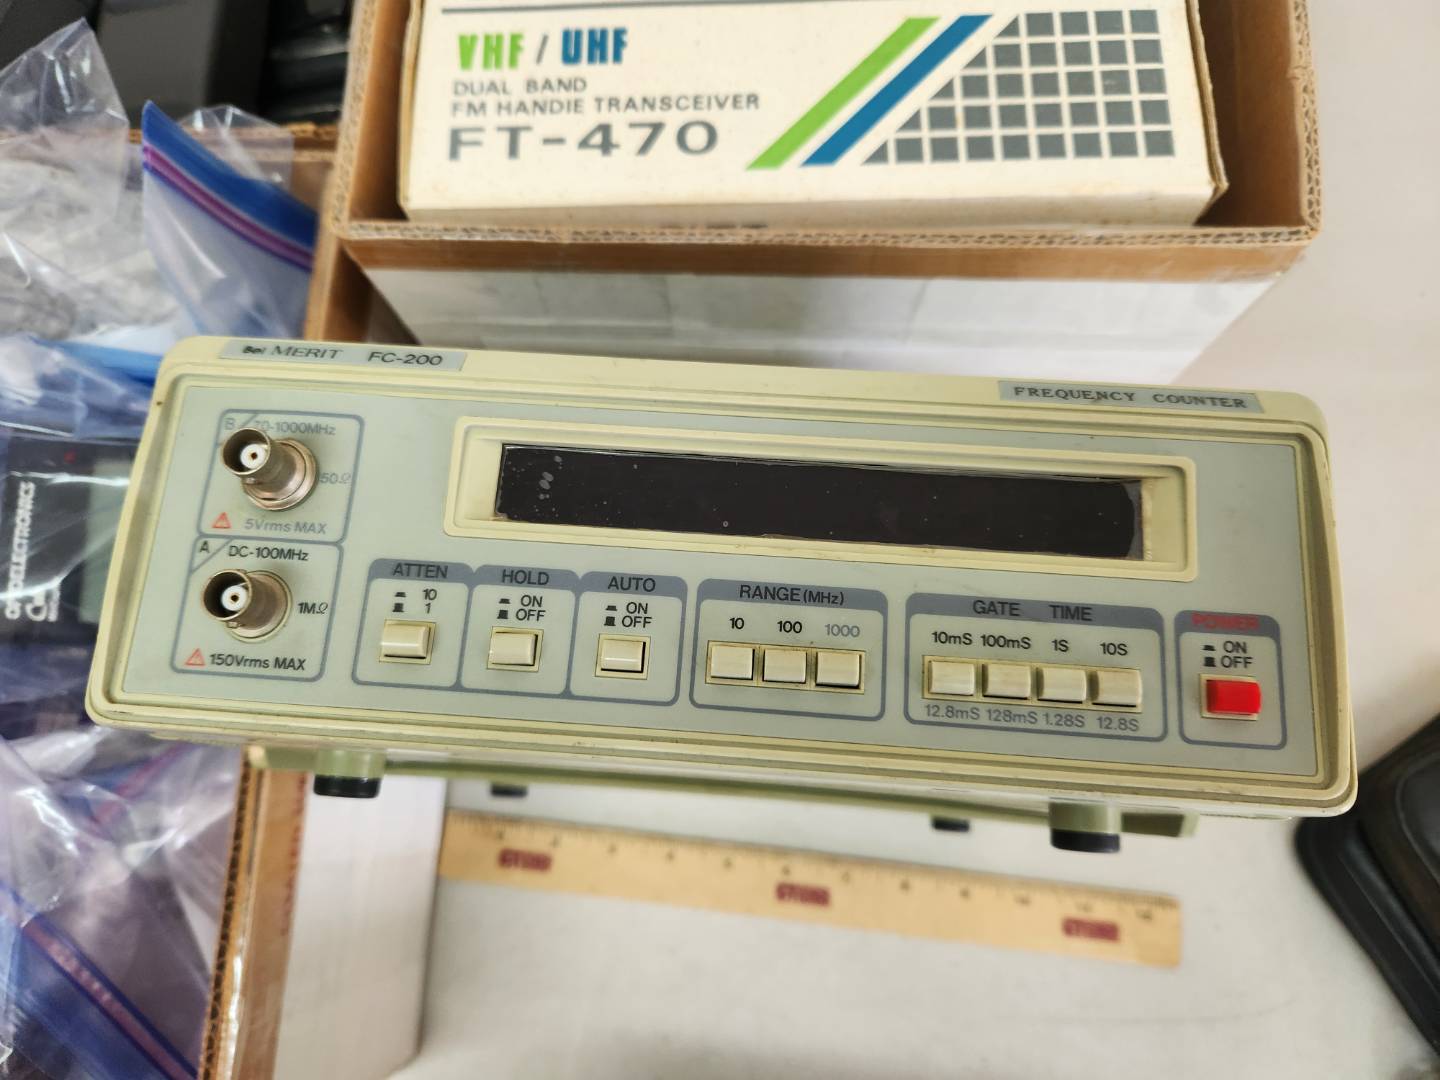 VHF / UHF
DUAL BAND
FM HANDIE TRANSCEIVER
FT-470
Bel MERIT FC-200
FREQUENCY COUNTER
B 70-1000MHz
50Ω
5Vrms MAX
A DC-100MHz
1MΩ
150Vrms MAX
ATTEN
10
1
HOLD
ON
OFF
AUTO
ON
OFF
RANGE(MHz)
10 100 1000
GATE TIME
10mS 100mS 1S 10S
12.8mS 128mS 1.28S 12.8S
POWER
ON
OFF